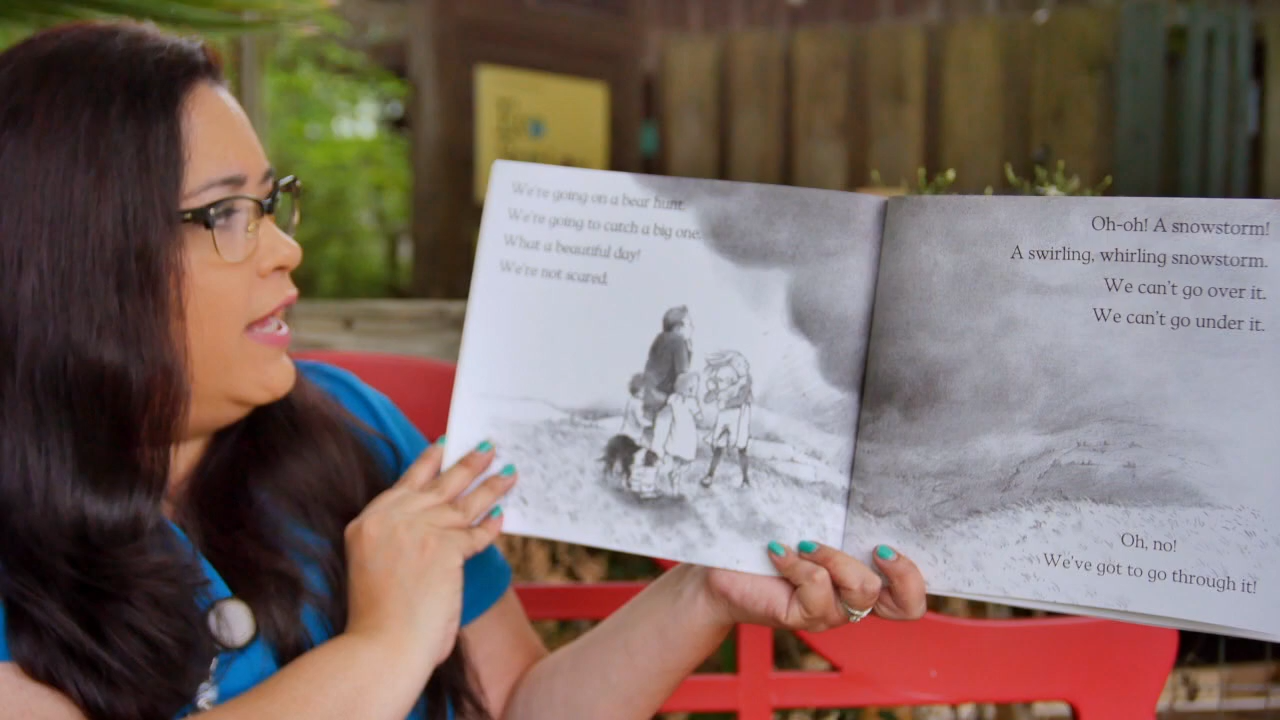 We're going on a bear hunt.
We're going to catch a big one.
What a beautiful day!
We're not scared.
Oh-oh! A snowstorm!
A swirling, whirling snowstorm.
We can't go over it.
We can't go under it.
Oh, no!
We've got to go through it!